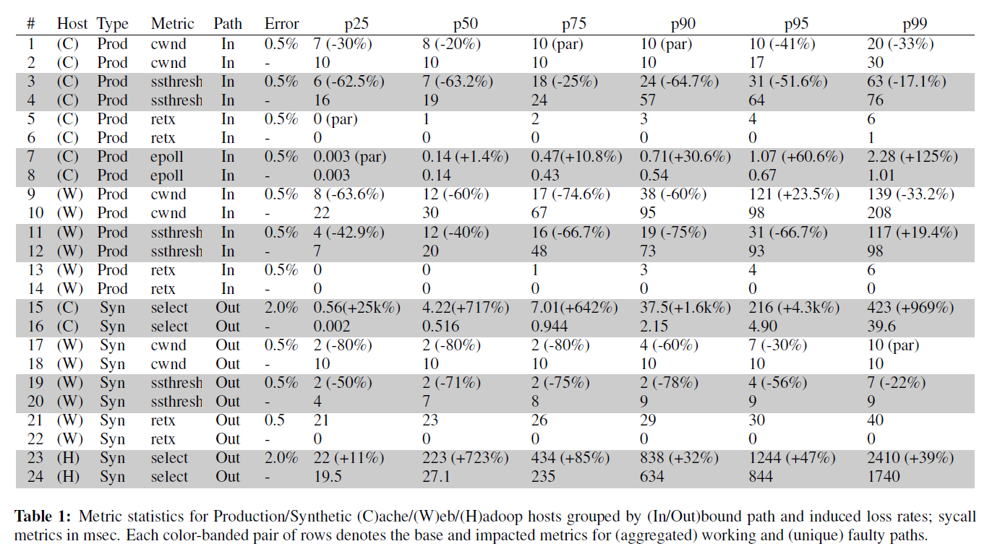 # Host Type Metric Path Error p25 p50 p75 p90 p95 p99
1 (C) Prod cwnd In 0.5% 7 (-30%) 8 (-20%) 10 (par) 10 (par) 10 (-41%) 20 (-33%)
2 (C) Prod cwnd In - 10 10 10 10 17 30
3 (C) Prod ssthresh In 0.5% 6 (-62.5%) 7 (-63.2%) 18 (-25%) 24 (-64.7%) 31 (-51.6%) 63 (-17.1%)
4 (C) Prod ssthresh In - 16 19 24 57 64 76
5 (C) Prod retx In 0.5% 0 (par) 1 2 3 4 6
6 (C) Prod retx In - 0 0 0 0 0 1
7 (C) Prod epoll In 0.5% 0.003 (par) 0.14 (+1.4%) 0.47(+10.8%) 0.71(+30.6%) 1.07 (+60.6%) 2.28 (+125%)
8 (C) Prod epoll In - 0.003 0.14 0.43 0.54 0.67 1.01
9 (W) Prod cwnd In 0.5% 8 (-63.6%) 12 (-60%) 17 (-74.6%) 38 (-60%) 121 (+23.5%) 139 (-33.2%)
10 (W) Prod cwnd In - 22 30 67 95 98 208
11 (W) Prod ssthresh In 0.5% 4 (-42.9%) 12 (-40%) 16 (-66.7%) 19 (-75%) 31 (-66.7%) 117 (+19.4%)
12 (W) Prod ssthresh In - 7 20 48 73 93 98
13 (W) Prod retx In 0.5% 0 0 1 3 4 6
14 (W) Prod retx In - 0 0 0 0 0 0
15 (C) Syn select Out 2.0% 0.56(+25k%) 4.22(+717%) 7.01(+642%) 37.5(+1.6k%) 216 (+4.3k%) 423 (+969%)
16 (C) Syn select Out - 0.002 0.516 0.944 2.15 4.90 39.6
17 (W) Syn cwnd Out 0.5% 2 (-80%) 2 (-80%) 2 (-80%) 4 (-60%) 7 (-30%) 10 (par)
18 (W) Syn cwnd Out - 10 10 10 10 10 10
19 (W) Syn ssthresh Out 0.5% 2 (-50%) 2 (-71%) 2 (-75%) 2 (-78%) 4 (-56%) 7 (-22%)
20 (W) Syn ssthresh Out - 4 7 8 9 9 9
21 (W) Syn retx Out 0.5 21 23 26 29 30 40
22 (W) Syn retx Out - 0 0 0 0 0 0
23 (H) Syn select Out 2.0% 22 (+11%) 223 (+723%) 434 (+85%) 838 (+32%) 1244 (+47%) 2410 (+39%)
24 (H) Syn select Out - 19.5 27.1 235 634 844 1740
Table 1: Metric statistics for Production/Synthetic (C)ache/(W)eb/(H)adoop hosts grouped by (In/Out)bound path and induced loss rates; sycall
metrics in msec. Each color-banded pair of rows denotes the base and impacted metrics for (aggregated) working and (unique) faulty paths.